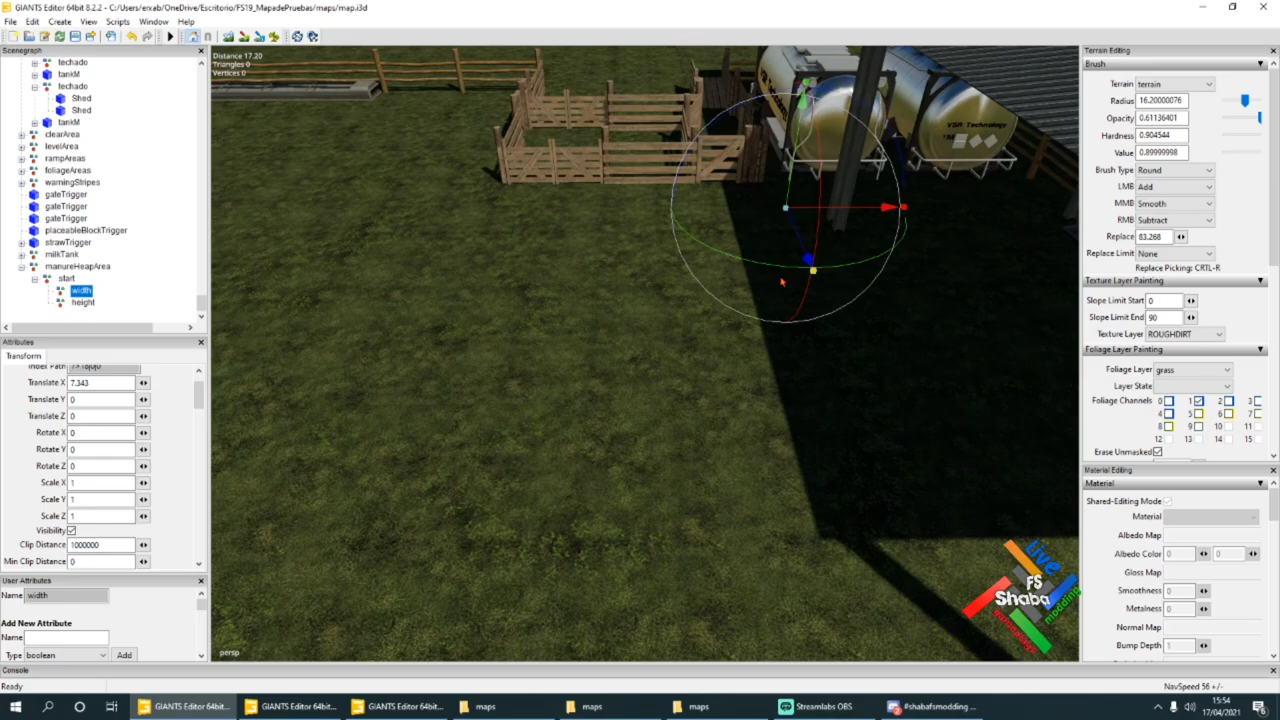 GIANTS Editor 64bit 8.2.2 - C:/Users/erxab/OneDrive/Escritorio/FS19_MapadePruebas/maps/map.i3d
File Edit Create View Scripts Window Help
Scenegraph
techado
tankM
techado
Shed
Shed
tankM
clearArea
levelArea
rampAreas
foliageAreas
warningStripes
gateTrigger
gateTrigger
gateTrigger
placeableBlockTrigger
strawTrigger
milkTank
manureHeapArea
start
width
height
Attributes
Transform
Index Path
Translate X 7.343
Translate Y 0
Translate Z 0
Rotate X 0
Rotate Y 0
Rotate Z 0
Scale X 1
Scale Y 1
Scale Z 1
Visibility
Clip Distance 1000000
Min Clip Distance 0
User Attributes
Name width
Add New Attribute
Name
Type boolean Add
Console
Ready
Distance 17.20
Triangles 0
Vertices 0
VSR Technology
persp
Live
FS
Shaba
modding
Terrain Editing
Brush
Terrain terrain
Radius 16.20000076
Opacity 0.61136401
Hardness 0.904544
Value 0.89999998
Brush Type Round
LMB Add
MMB Smooth
RMB Subtract
Replace 83.268
Replace Limit None
Replace Picking: CRTL-R
Texture Layer Painting
Slope Limit Start 0
Slope Limit End 90
Texture Layer ROUGHDIRT
Foliage Layer Painting
Foliage Layer grass
Layer State
Foliage Channels 0 1 2 3
4 5 6 7
8 9 10 11
12 13 14 15
Erase Unmasked
Material Editing
Material
Shared-Editing Mode
Material
Albedo Map
Albedo Color 0 0
Gloss Map
Smoothness 0
Metalness 0
Normal Map
Bump Depth 1
NavSpeed 56 +/-
GIANTS Editor 64bit... GIANTS Editor 64bit... GIANTS Editor 64bit... maps maps maps Streamlabs OBS #shabafsmodding ...
15:54
17/04/2021